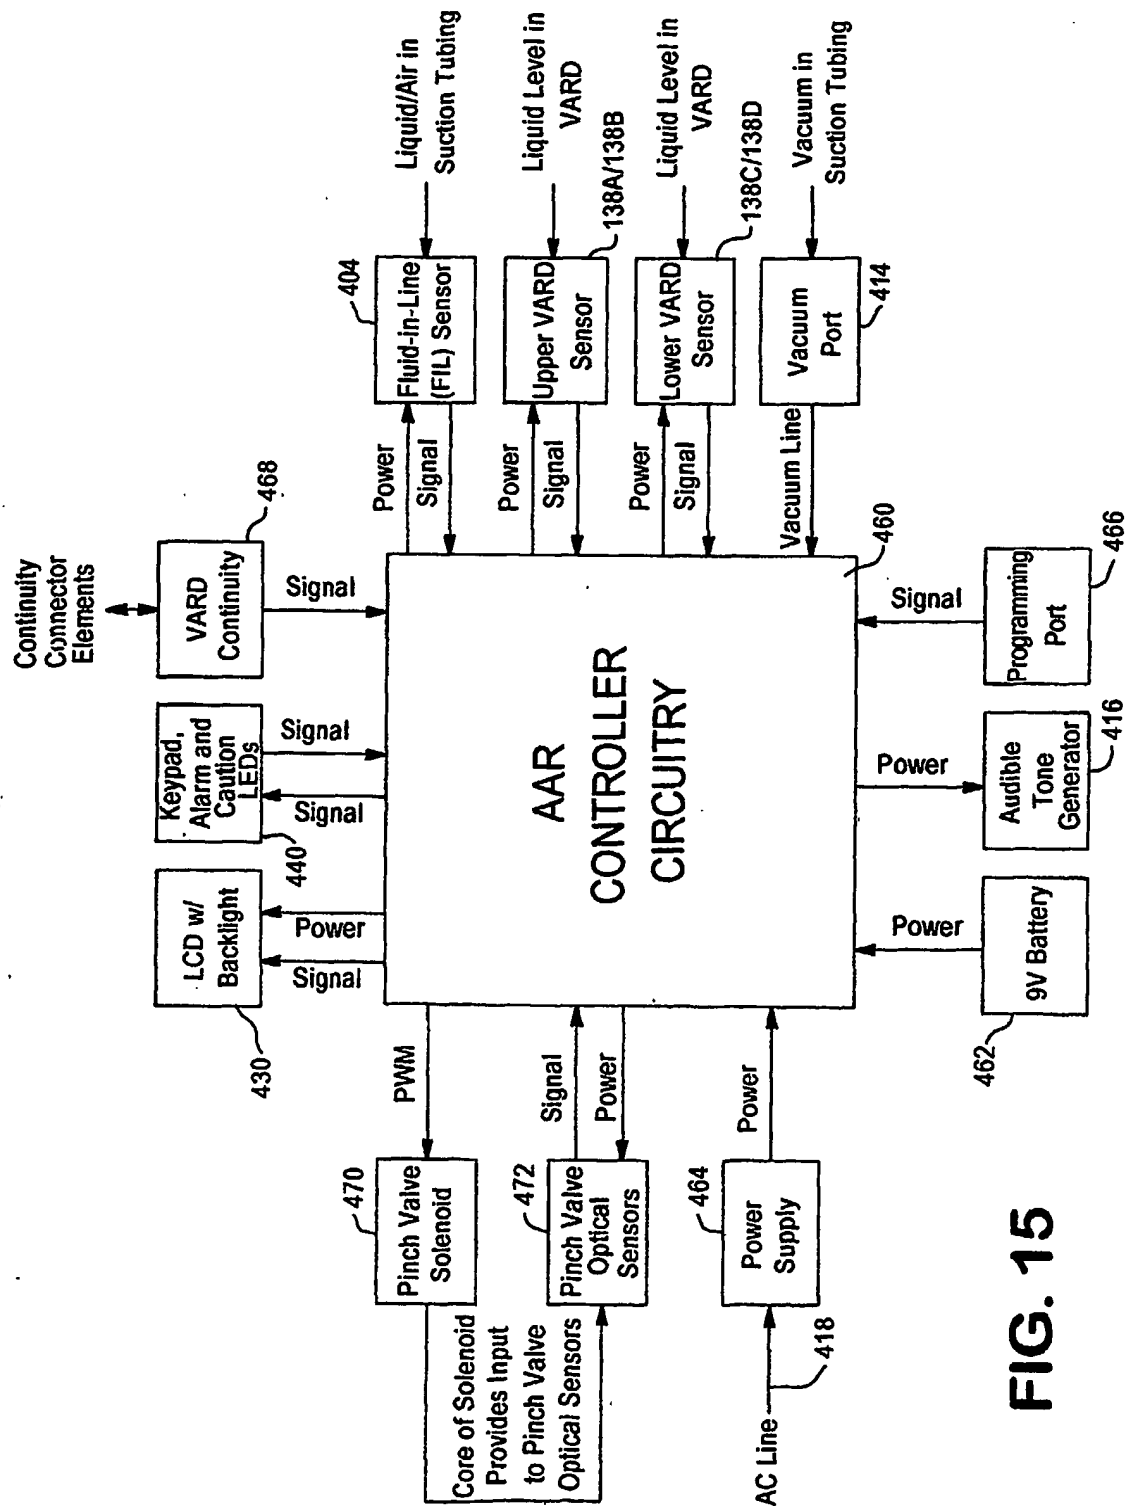 Continuity
Connector
Elements
430
LCD w/
Backlight
440
Keypad,
Alarm and
Caution
LEDs
468
VARD
Continuity
Signal
Power
Signal
Signal
Signal
470
Pinch Valve
Solenoid
PWM
Core of Solenoid
Provides Input
to Pinch Valve
Optical Sensors
472
Pinch Valve
Optical
Sensors
Signal
Power
464
Power
Supply
Power
AC Line
418
AAR
CONTROLLER
CIRCUITRY
460
404
Fluid-in-Line
(FIL) Sensor
Power
Signal
Liquid/Air in
Suction Tubing
Upper VARD
Sensor
138A/138B
Power
Signal
Liquid Level in
VARD
Lower VARD
Sensor
138C/138D
Power
Signal
Liquid Level in
VARD
Vacuum
Port
414
Vacuum Line
Vacuum in
Suction Tubing
Power
Power
Signal
462
9V Battery
Audible
Tone
Generator
416
Programming
Port
466
FIG. 15